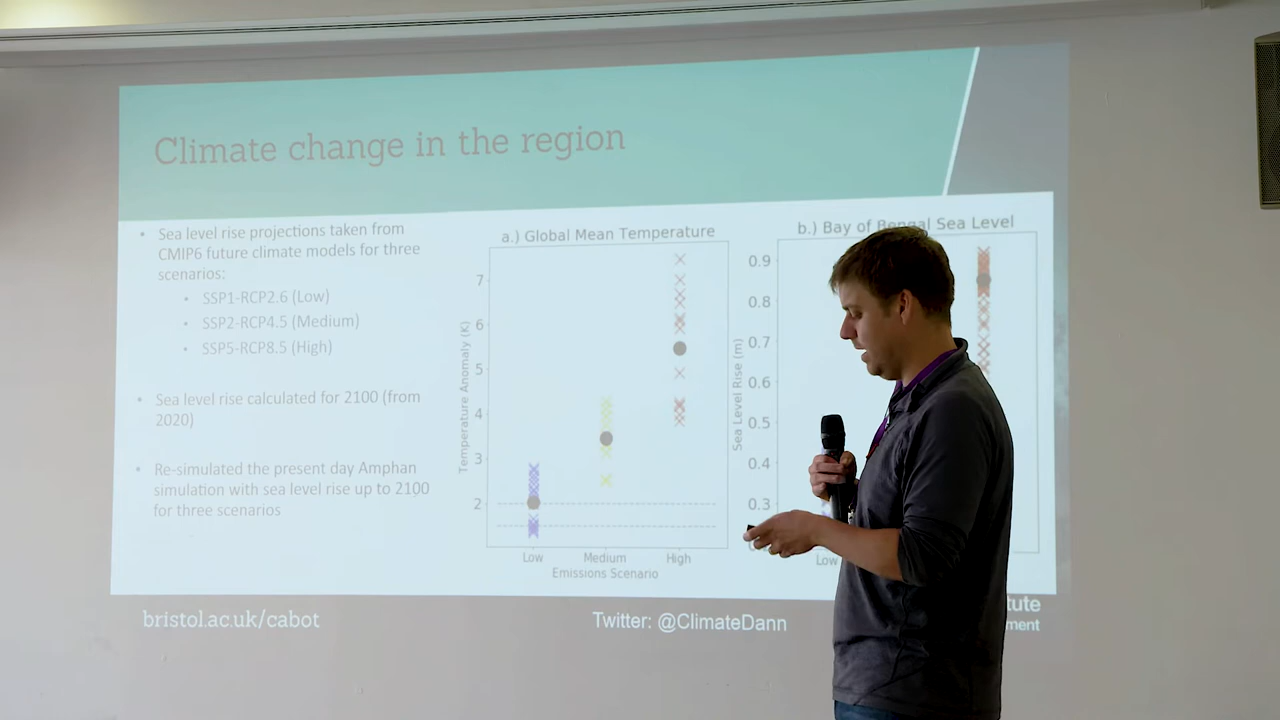 Climate change in the region
• Sea level rise projections taken from
CMIP6 future climate models for three
scenarios:
• SSP1-RCP2.6 (Low)
• SSP2-RCP4.5 (Medium)
• SSP5-RCP8.5 (High)
• Sea level rise calculated for 2100 (from
2020)
• Re-simulated the present day Amphan
simulation with sea level rise up to 2100
for three scenarios
a.) Global Mean Temperature
Temperature Anomaly (K)
7
6
5
4
3
2
Low Medium High
Emissions Scenario
b.) Bay of Bengal Sea Level
Sea Level Rise (m)
0.9
0.8
0.7
0.6
0.5
0.4
0.3
Low
bristol.ac.uk/cabot
Twitter: @ClimateDann
tute
ment